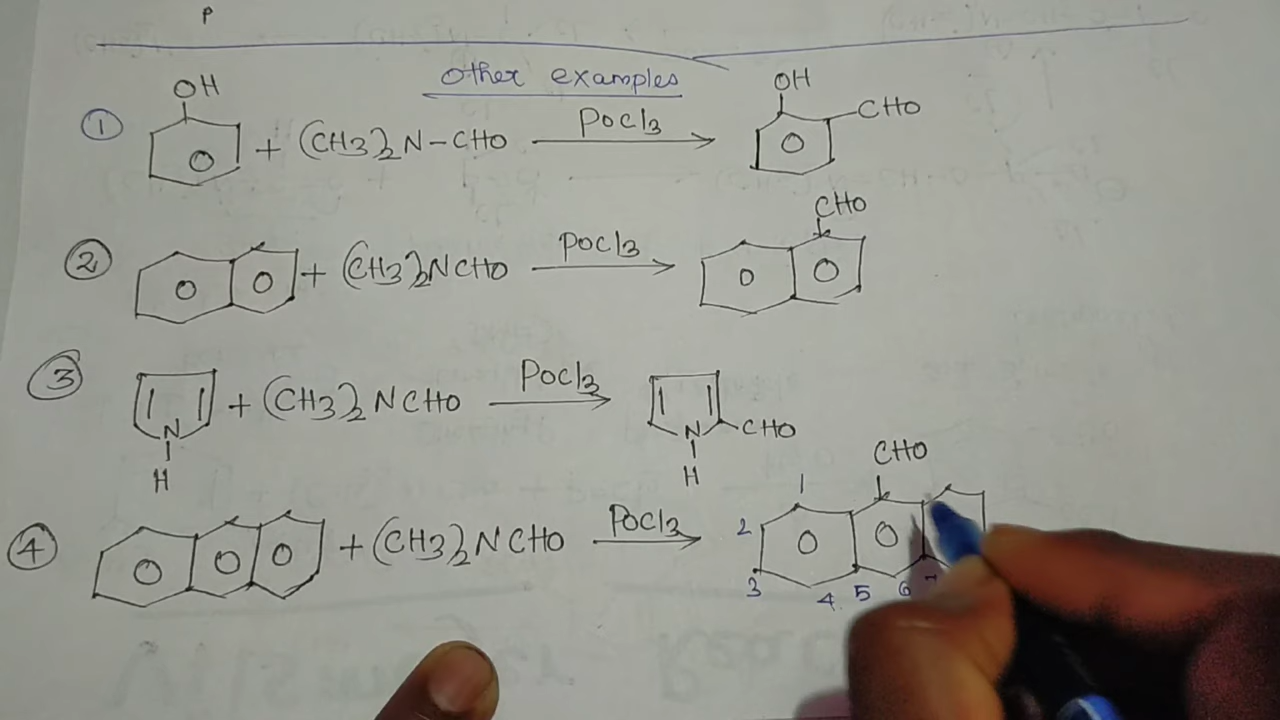 P
Other examples
① OH + (CH3)2N-CHO POCl3 OH CHO
② + (CH3)2NCHO POCl3 CHO
③ N H + (CH3)2NCHO POCl3 N H CHO
④ + (CH3)2NCHO POCl3 CHO 1 2 3 4 5 6 7